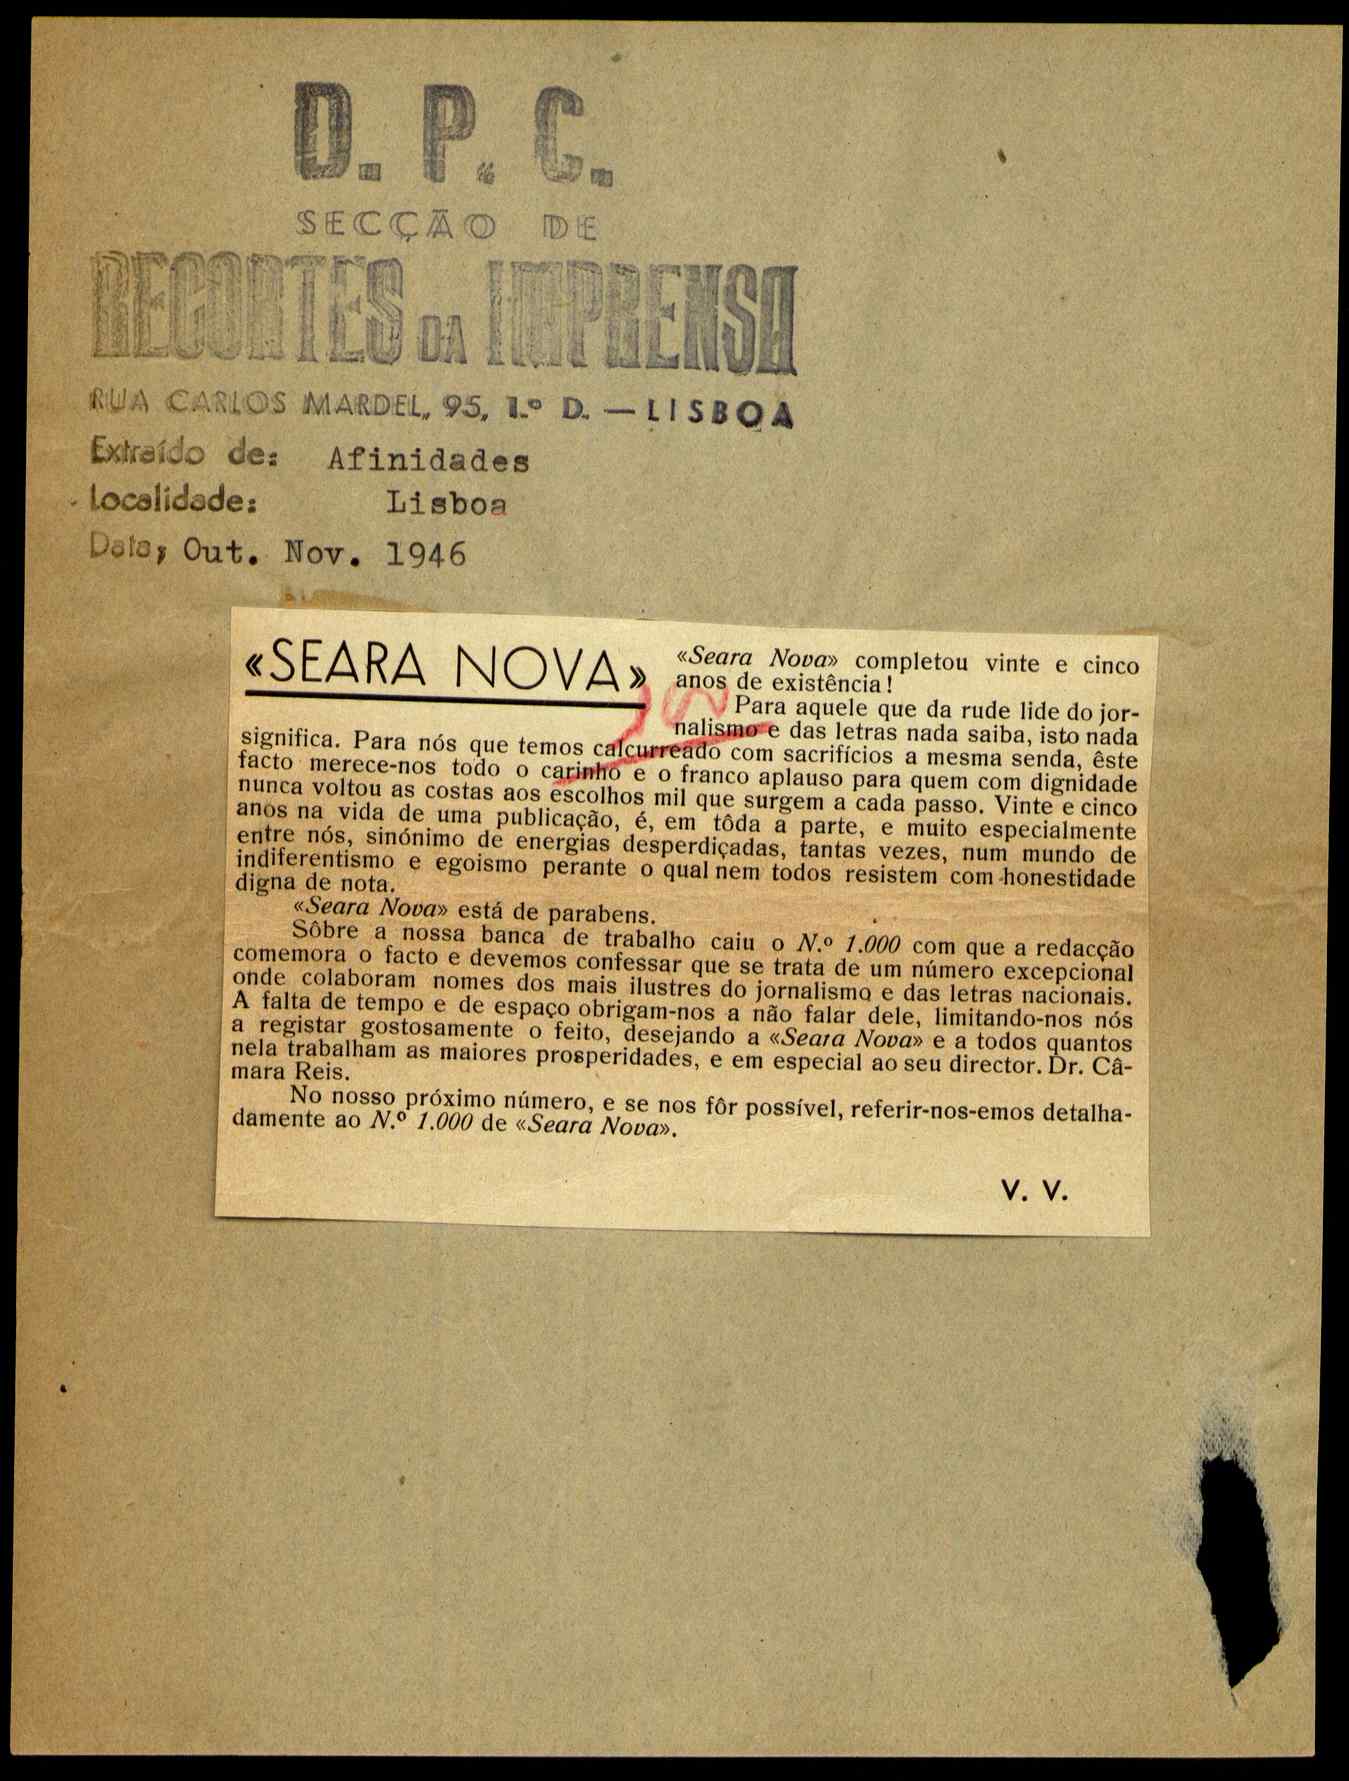 D. P. C.
SECÇÃO DE
RECORTES DA IMPRENSA
RUA CARLOS MARDEL, 95, 1.º D. — LISBOA
Extraído de: Afinidades
Localidade: Lisboa
Data; Out. Nov. 1946
«SEARA NOVA»
«Seara Nova» completou vinte e cinco
anos de existência!
Para aquele que da rude lide do jor-
nalismo e das letras nada saiba, isto nada
significa. Para nós que temos calcurreado com sacrifícios a mesma senda, êste
facto merece-nos todo o carinho e o franco aplauso para quem com dignidade
nunca voltou as costas aos escolhos mil que surgem a cada passo. Vinte e cinco
anos na vida de uma publicação, é, em tôda a parte, e muito especialmente
entre nós, sinónimo de energias desperdiçadas, tantas vezes, num mundo de
indiferentismo e egoismo perante o qual nem todos resistem com honestidade
digna de nota.
«Seara Nova» está de parabens.
Sôbre a nossa banca de trabalho caiu o N.º 1.000 com que a redacção
comemora o facto e devemos confessar que se trata de um número excepcional
onde colaboram nomes dos mais ilustres do jornalismo e das letras nacionais.
A falta de tempo e de espaço obrigam-nos a não falar dele, limitando-nos nós
a registar gostosamente o feito, desejando a «Seara Nova» e a todos quantos
nela trabalham as maiores prosperidades, e em especial ao seu director. Dr. Câ-
mara Reis.
No nosso próximo número, e se nos fôr possível, referir-nos-emos detalha-
damente ao N.º 1.000 de «Seara Nova».
V. V.